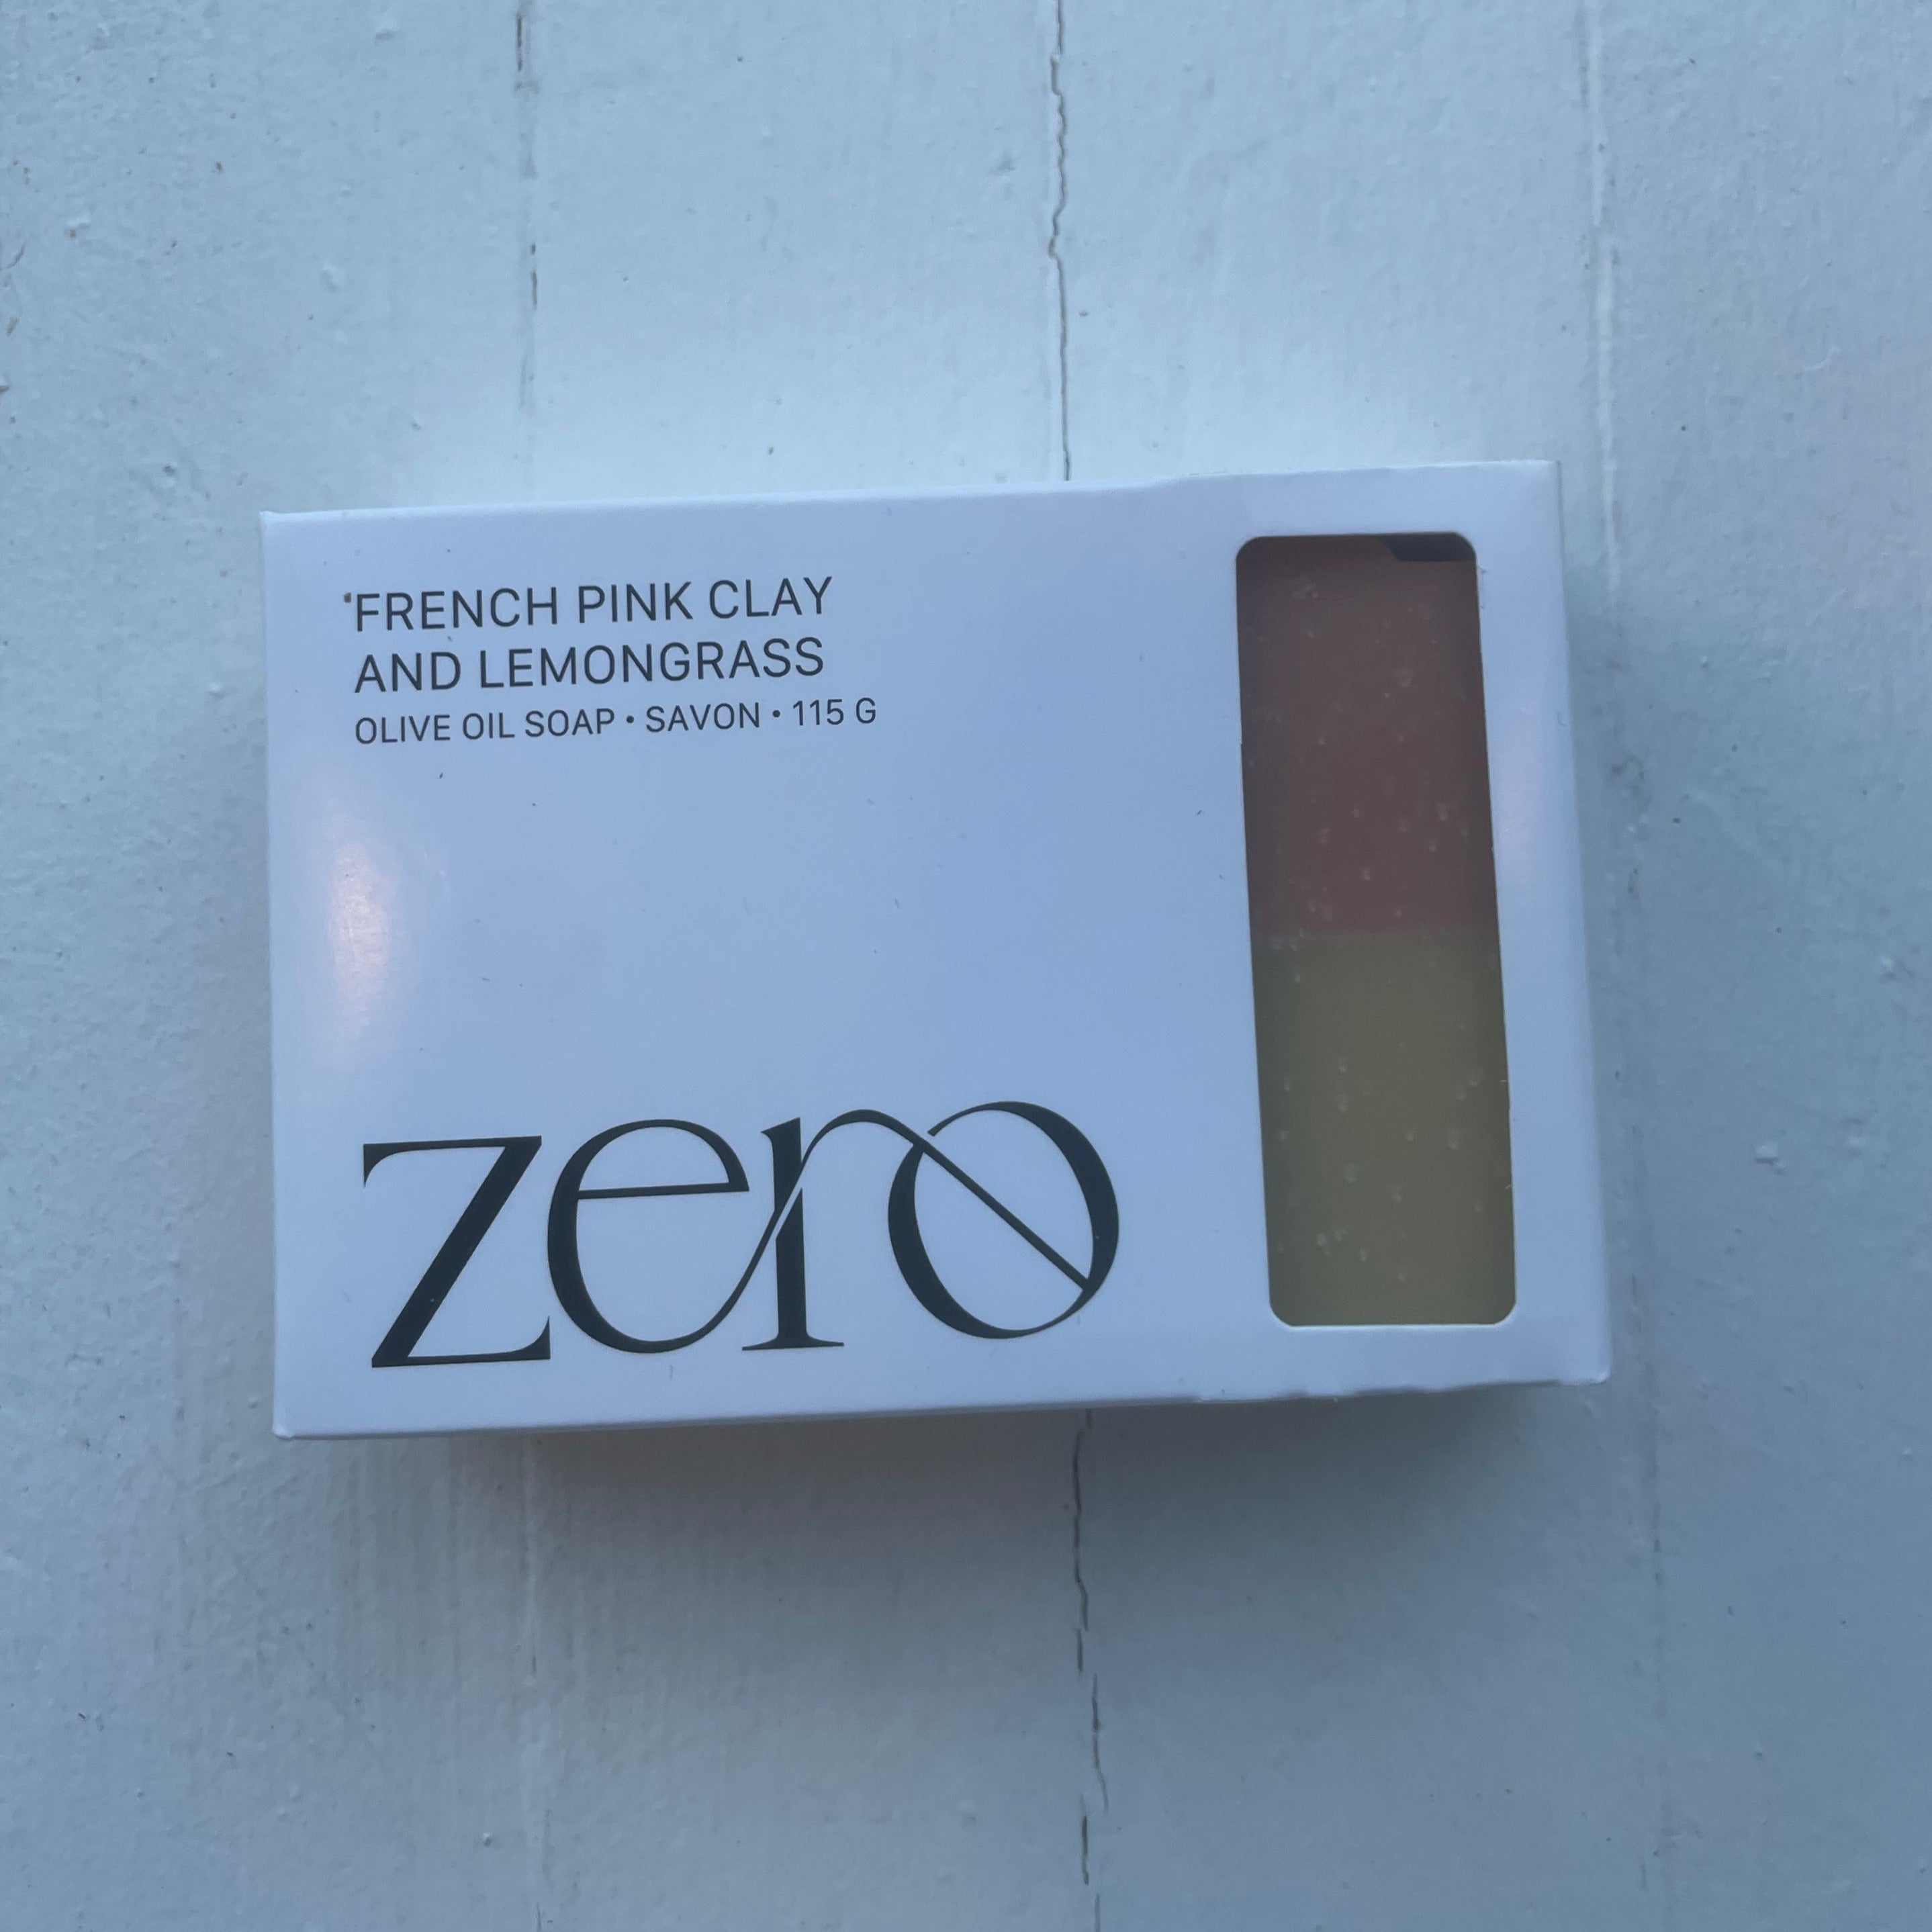 FRENCH PINK CLAY
AND LEMONGRASS
OLIVE OIL SOAP • SAVON • 115 G
zero